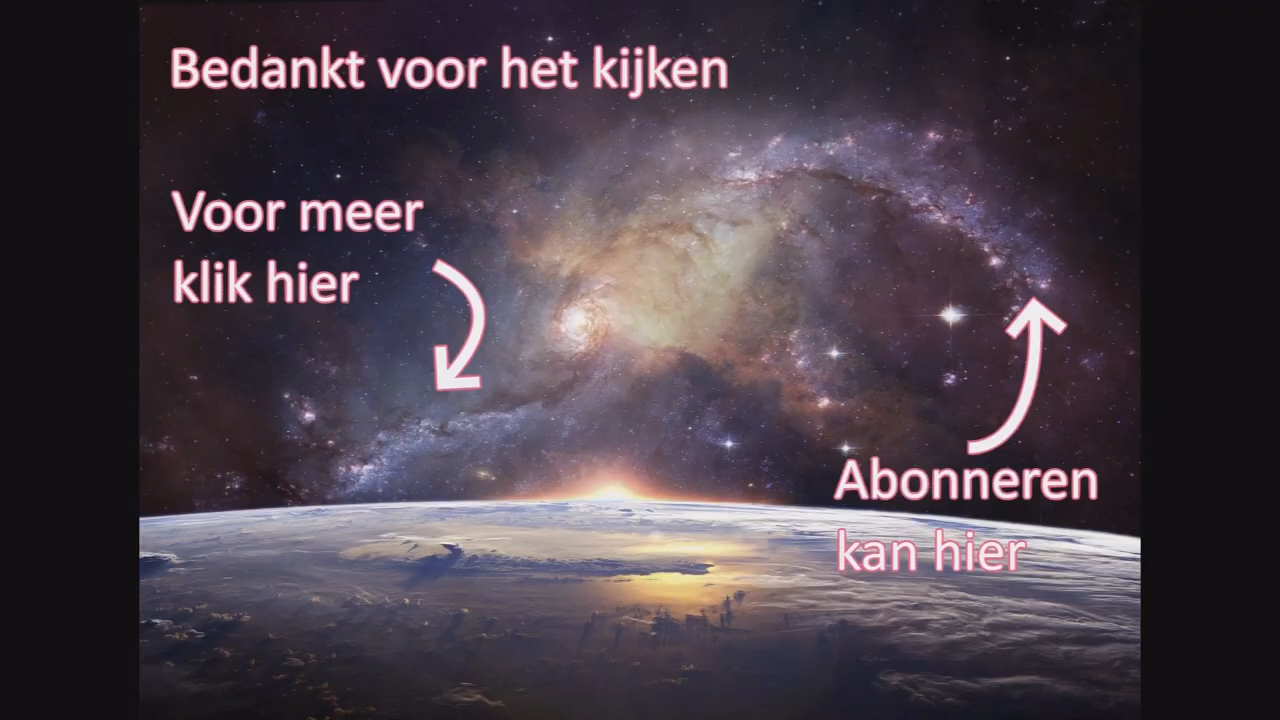 Bedankt voor het kijken
Voor meer
klik hier
Abonneren
kan hier